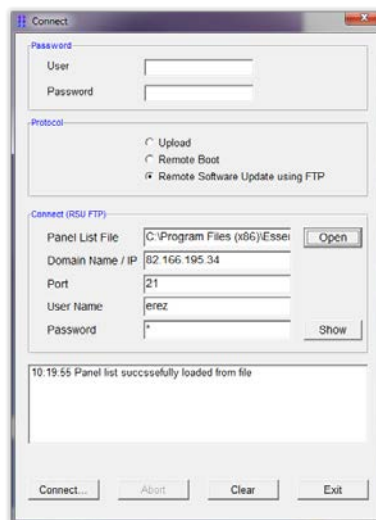 Connect
Password
User
Password
Protocol
Upload
Remote Boot
Remote Software Update using FTP
Connect (RSU FTP)
Panel List File C:\Program Files (x86)\Esser Open
Domain Name / IP 82.166.195.34
Port 21
User Name erez
Password * Show
10:19:55 Panel list succssefully loaded from file
Connect... Abort Clear Exit